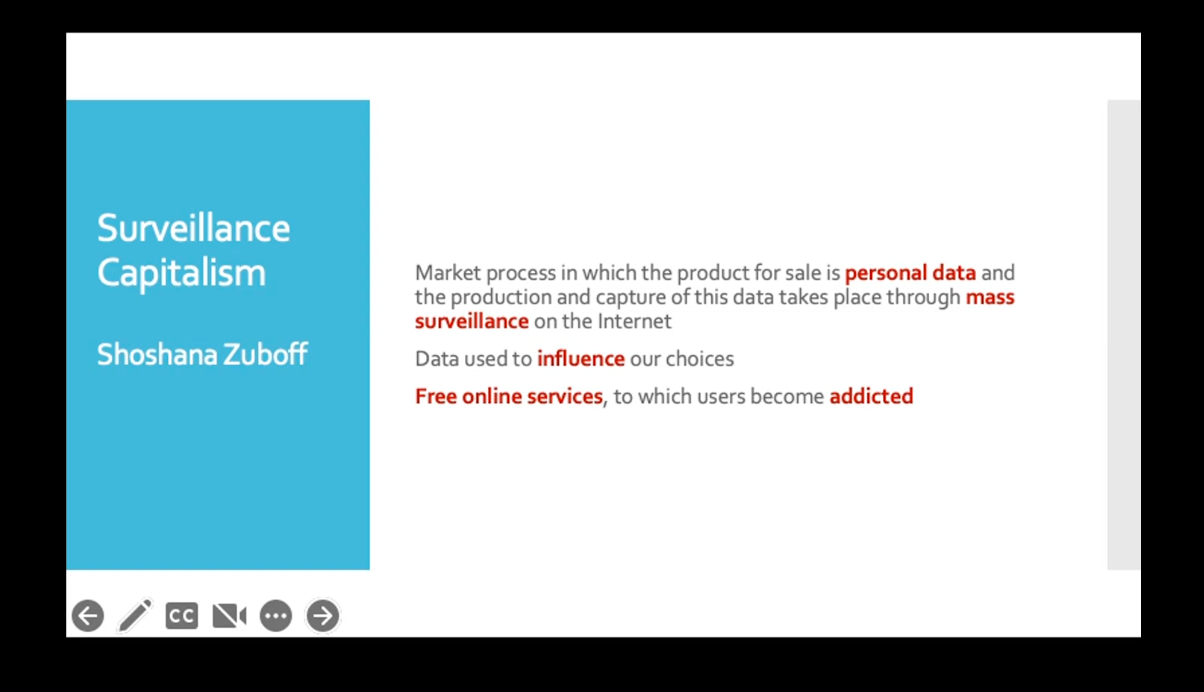 Surveillance
Capitalism
Shoshana Zuboff
Market process in which the product for sale is personal data and
the production and capture of this data takes place through mass
surveillance on the Internet
Data used to influence our choices
Free online services, to which users become addicted
CC